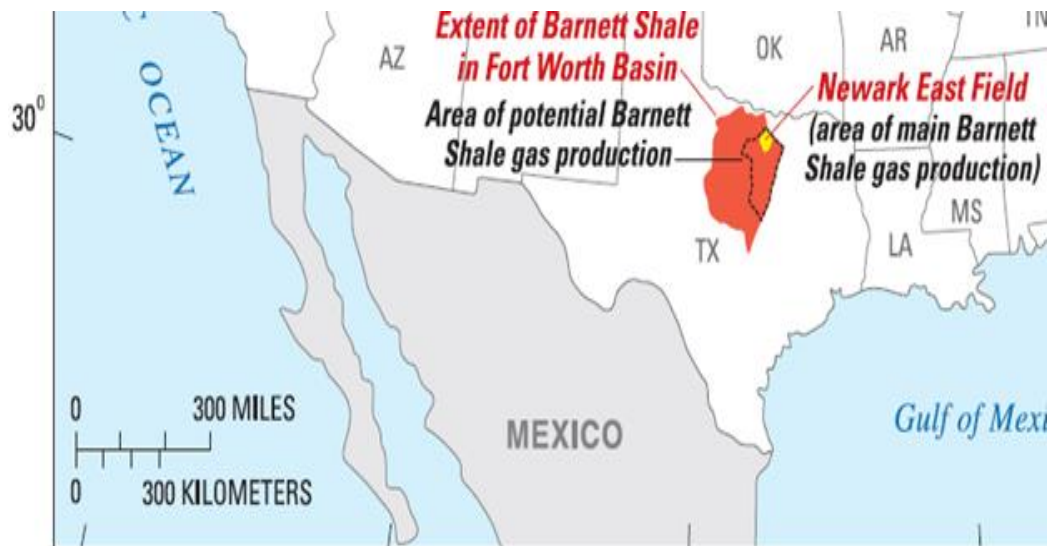 Extent of Barnett Shale
in Fort Worth Basin
Area of potential Barnett
Shale gas production
Newark East Field
(area of main Barnett
Shale gas production)
AZ
OK
AR
TX
LA
MS
30⁰
OCEAN
MEXICO
Gulf of Mexi
0 300 MILES
0 300 KILOMETERS